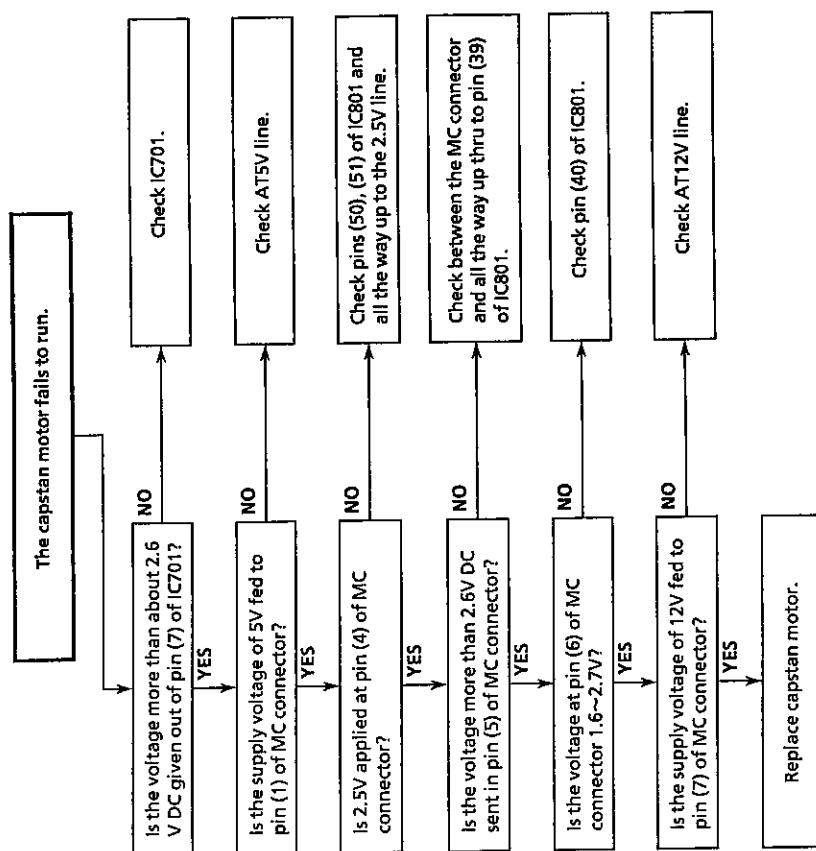 The capstan motor fails to run.
Is the voltage more than about 2.6
V DC given out of pin (7) of IC701?
NO
Check IC701.
YES
Is the supply voltage of 5V fed to
pin (1) of MC connector?
NO
Check AT5V line.
YES
Is 2.5V applied at pin (4) of MC
connector?
NO
Check pins (50), (51) of IC801 and
all the way up to the 2.5V line.
YES
Is the voltage more than 2.6V DC
sent in pin (5) of MC connector?
NO
Check between the MC connector
and all the way up thru to pin (39)
of IC801.
YES
Is the voltage at pin (6) of MC
connector 1.6~2.7V?
NO
Check pin (40) of IC801.
YES
Is the supply voltage of 12V fed to
pin (7) of MC connector?
NO
Check AT12V line.
YES
Replace capstan motor.